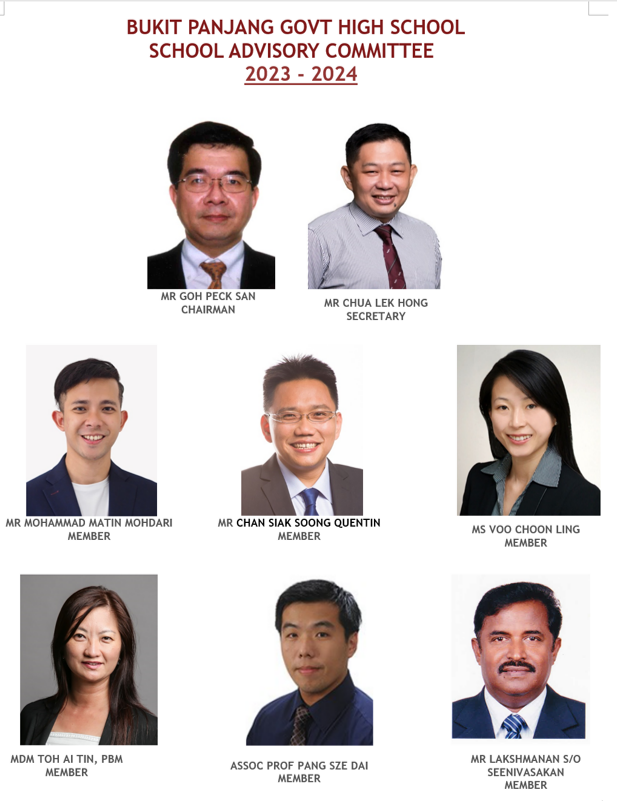 BUKIT PANJANG GOVT HIGH SCHOOL
SCHOOL ADVISORY COMMITTEE
2023 - 2024
MR GOH PECK SAN
CHAIRMAN
MR CHUA LEK HONG
SECRETARY
MR MOHAMMAD MATIN MOHDARI
MEMBER
MR CHAN SIAK SOONG QUENTIN
MEMBER
MS VOO CHOON LING
MEMBER
MDM TOH AI TIN, PBM
MEMBER
ASSOC PROF PANG SZE DAI
MEMBER
MR LAKSHMANAN S/O
SEENIVASAKAN
MEMBER